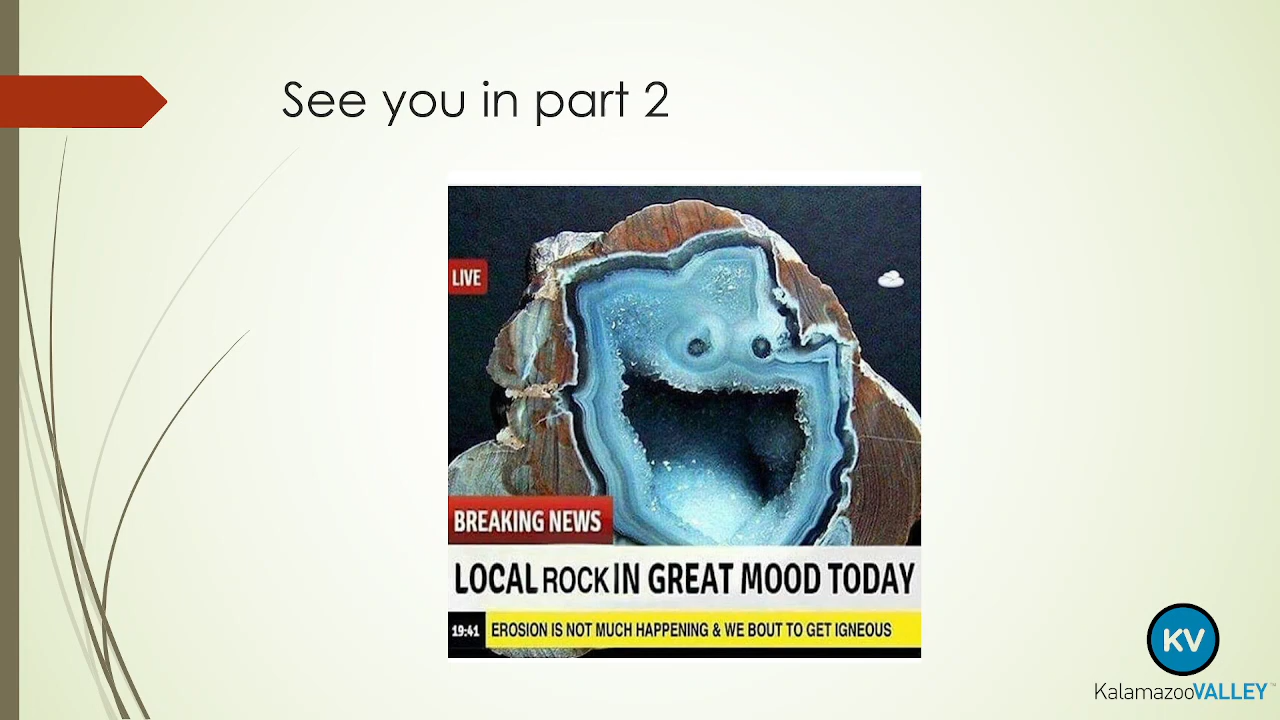 See you in part 2
LIVE
BREAKING NEWS
LOCAL ROCK IN GREAT MOOD TODAY
19:41 EROSION IS NOT MUCH HAPPENING & WE BOUT TO GET IGNEOUS
KV
KalamazooVALLEY™